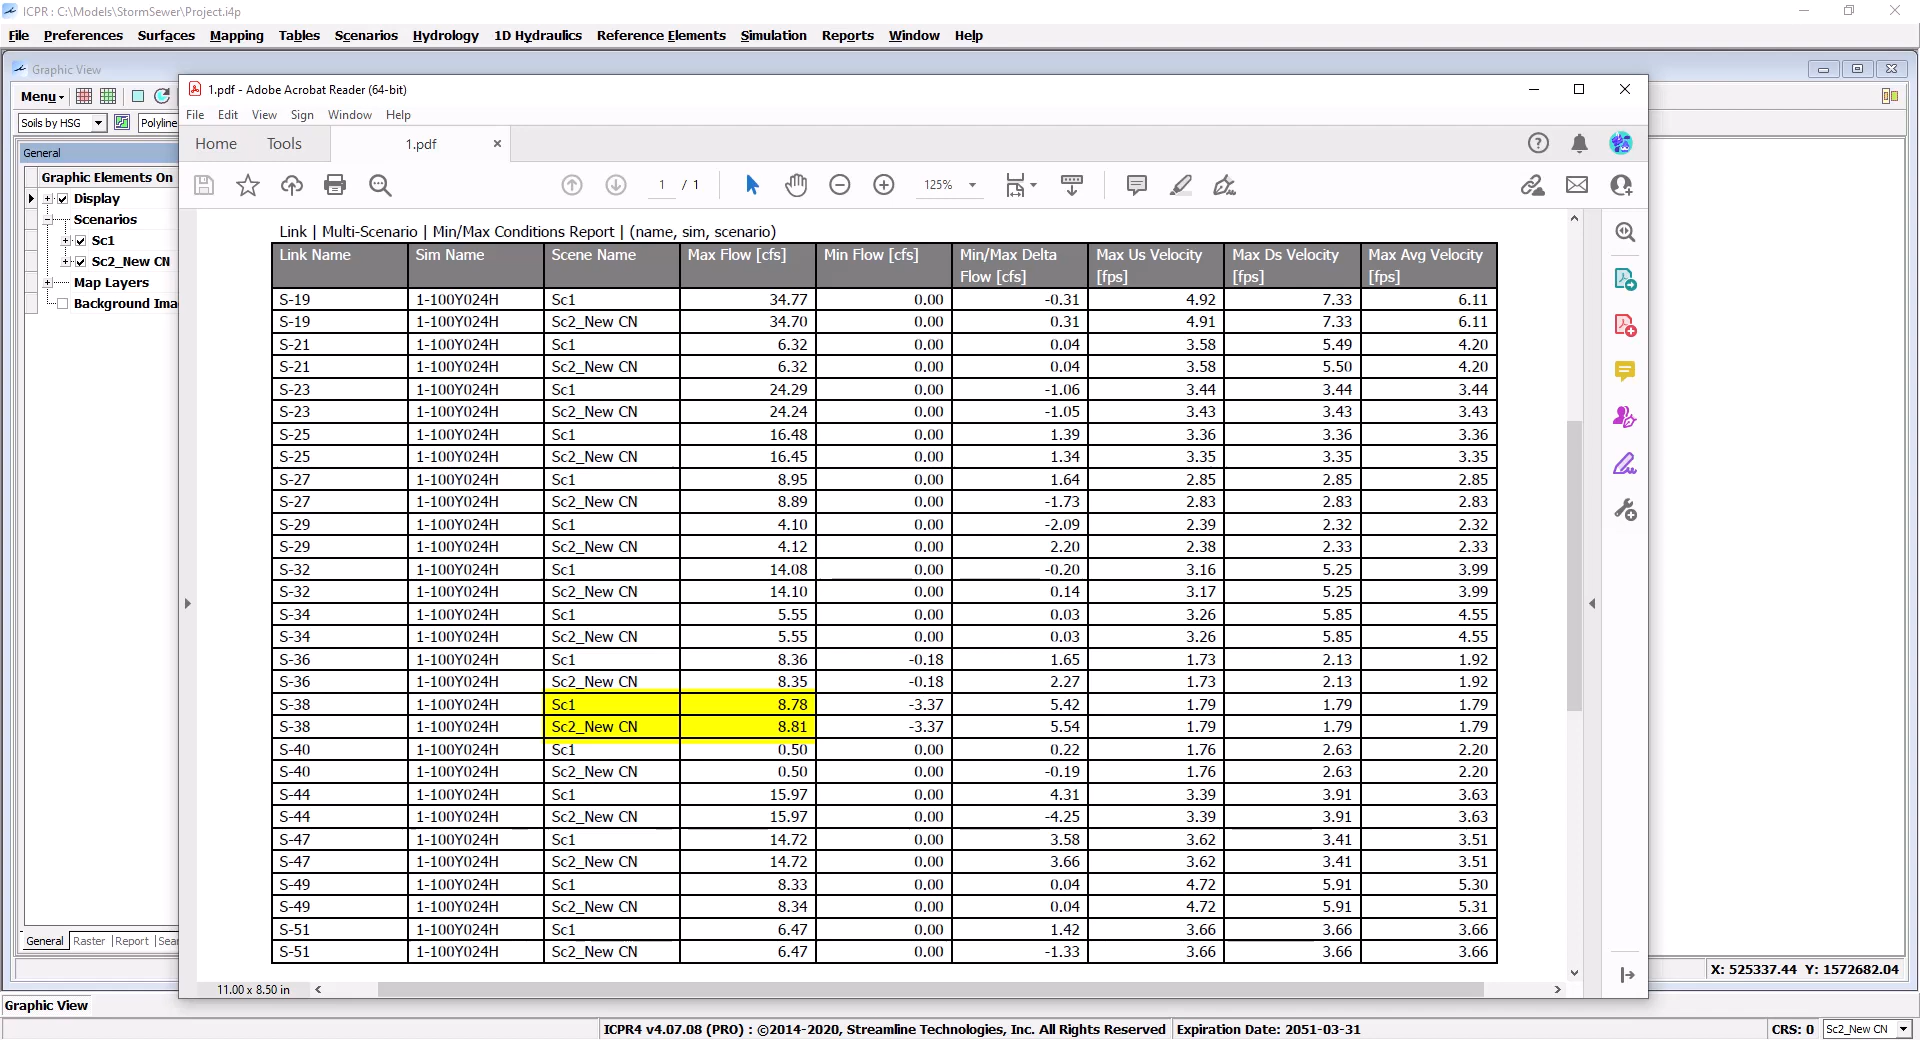 ICPR : C:\Models\StormSewer\Project.i4p
File Preferences Surfaces Mapping Tables Scenarios Hydrology 1D Hydraulics Reference Elements Simulation Reports Window Help
Graphic View
1.pdf - Adobe Acrobat Reader (64-bit)
Menu
File Edit View Sign Window Help
Soils by HSG Polyline
Home Tools 1.pdf
General
Graphic Elements On
1 / 1 125%
Display
Scenarios
Sc1
Sc2_New CN
Map Layers
Background Ima
Link | Multi-Scenario | Min/Max Conditions Report | (name, sim, scenario)
Link Name Sim Name Scene Name Max Flow [cfs] Min Flow [cfs] Min/Max Delta Flow [cfs] Max Us Velocity [fps] Max Ds Velocity [fps] Max Avg Velocity [fps]
S-19 1-100Y024H Sc1 34.77 0.00 -0.31 4.92 7.33 6.11
S-19 1-100Y024H Sc2_New CN 34.70 0.00 0.31 4.91 7.33 6.11
S-21 1-100Y024H Sc1 6.32 0.00 0.04 3.58 5.49 4.20
S-21 1-100Y024H Sc2_New CN 6.32 0.00 0.04 3.58 5.50 4.20
S-23 1-100Y024H Sc1 24.29 0.00 -1.06 3.44 3.44 3.44
S-23 1-100Y024H Sc2_New CN 24.24 0.00 -1.05 3.43 3.43 3.43
S-25 1-100Y024H Sc1 16.48 0.00 1.39 3.36 3.36 3.36
S-25 1-100Y024H Sc2_New CN 16.45 0.00 1.34 3.35 3.35 3.35
S-27 1-100Y024H Sc1 8.95 0.00 1.64 2.85 2.85 2.85
S-27 1-100Y024H Sc2_New CN 8.89 0.00 -1.73 2.83 2.83 2.83
S-29 1-100Y024H Sc1 4.10 0.00 -2.09 2.39 2.32 2.32
S-29 1-100Y024H Sc2_New CN 4.12 0.00 2.20 2.38 2.33 2.33
S-32 1-100Y024H Sc1 14.08 0.00 -0.20 3.16 5.25 3.99
S-32 1-100Y024H Sc2_New CN 14.10 0.00 0.14 3.17 5.25 3.99
S-34 1-100Y024H Sc1 5.55 0.00 0.03 3.26 5.85 4.55
S-34 1-100Y024H Sc2_New CN 5.55 0.00 0.03 3.26 5.85 4.55
S-36 1-100Y024H Sc1 8.36 -0.18 1.65 1.73 2.13 1.92
S-36 1-100Y024H Sc2_New CN 8.35 -0.18 2.27 1.73 2.13 1.92
S-38 1-100Y024H Sc1 8.78 -3.37 5.42 1.79 1.79 1.79
S-38 1-100Y024H Sc2_New CN 8.81 -3.37 5.54 1.79 1.79 1.79
S-40 1-100Y024H Sc1 0.50 0.00 0.22 1.76 2.63 2.20
S-40 1-100Y024H Sc2_New CN 0.50 0.00 -0.19 1.76 2.63 2.20
S-44 1-100Y024H Sc1 15.97 0.00 4.31 3.39 3.91 3.63
S-44 1-100Y024H Sc2_New CN 15.97 0.00 -4.25 3.39 3.91 3.63
S-47 1-100Y024H Sc1 14.72 0.00 3.58 3.62 3.41 3.51
S-47 1-100Y024H Sc2_New CN 14.72 0.00 3.66 3.62 3.41 3.51
S-49 1-100Y024H Sc1 8.33 0.00 0.04 4.72 5.91 5.30
S-49 1-100Y024H Sc2_New CN 8.34 0.00 0.04 4.72 5.91 5.31
S-51 1-100Y024H Sc1 6.47 0.00 1.42 3.66 3.66 3.66
S-51 1-100Y024H Sc2_New CN 6.47 0.00 -1.33 3.66 3.66 3.66
General Raster Report Sear
X: 525337.44 Y: 1572682.04
11.00 x 8.50 in
Graphic View
ICPR4 v4.07.08 (PRO) : ©2014-2020, Streamline Technologies, Inc. All Rights Reserved Expiration Date: 2051-03-31 CRS: 0 Sc2_New CN